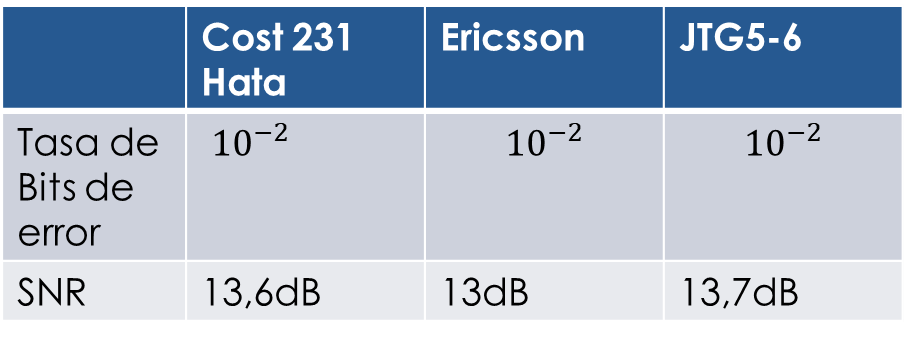 Cost 231 Ericsson JTG5-6
Hata
Tasa de 10⁻² 10⁻² 10⁻²
Bits de
error
SNR 13,6dB 13dB 13,7dB